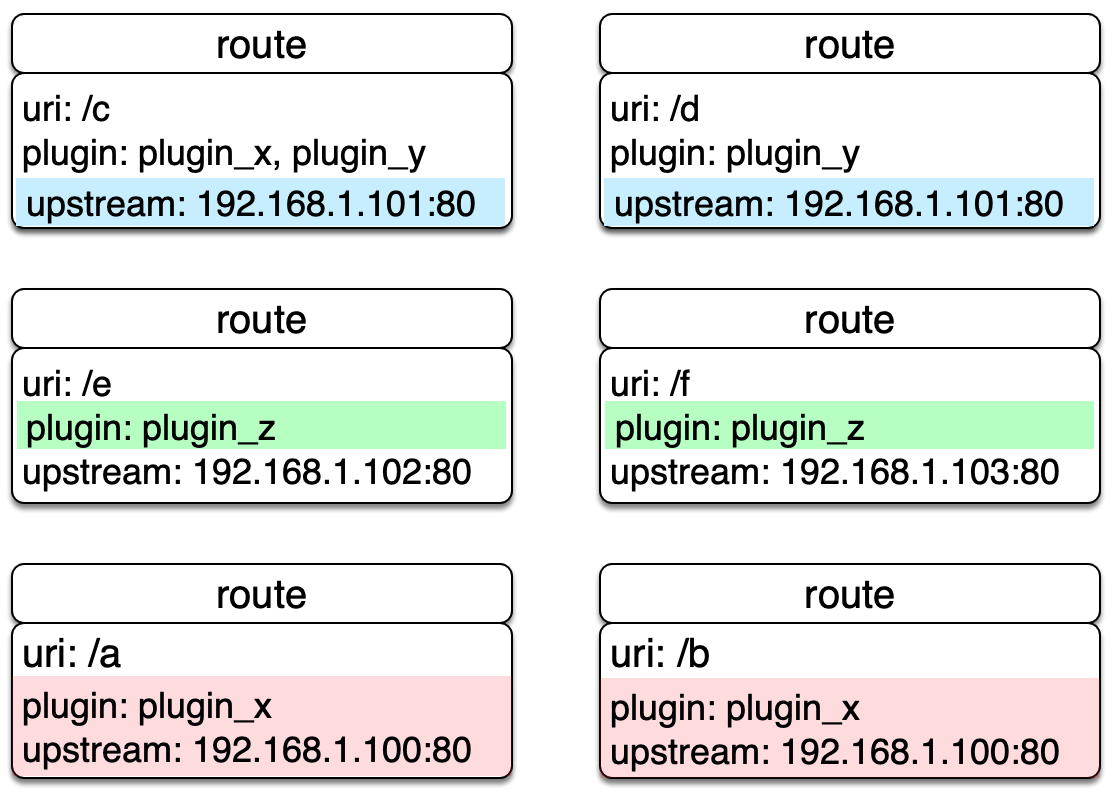 route
uri: /c
plugin: plugin_x, plugin_y
upstream: 192.168.1.101:80
route
uri: /d
plugin: plugin_y
upstream: 192.168.1.101:80
route
uri: /e
plugin: plugin_z
upstream: 192.168.1.102:80
route
uri: /f
plugin: plugin_z
upstream: 192.168.1.103:80
route
uri: /a
plugin: plugin_x
upstream: 192.168.1.100:80
route
uri: /b
plugin: plugin_x
upstream: 192.168.1.100:80